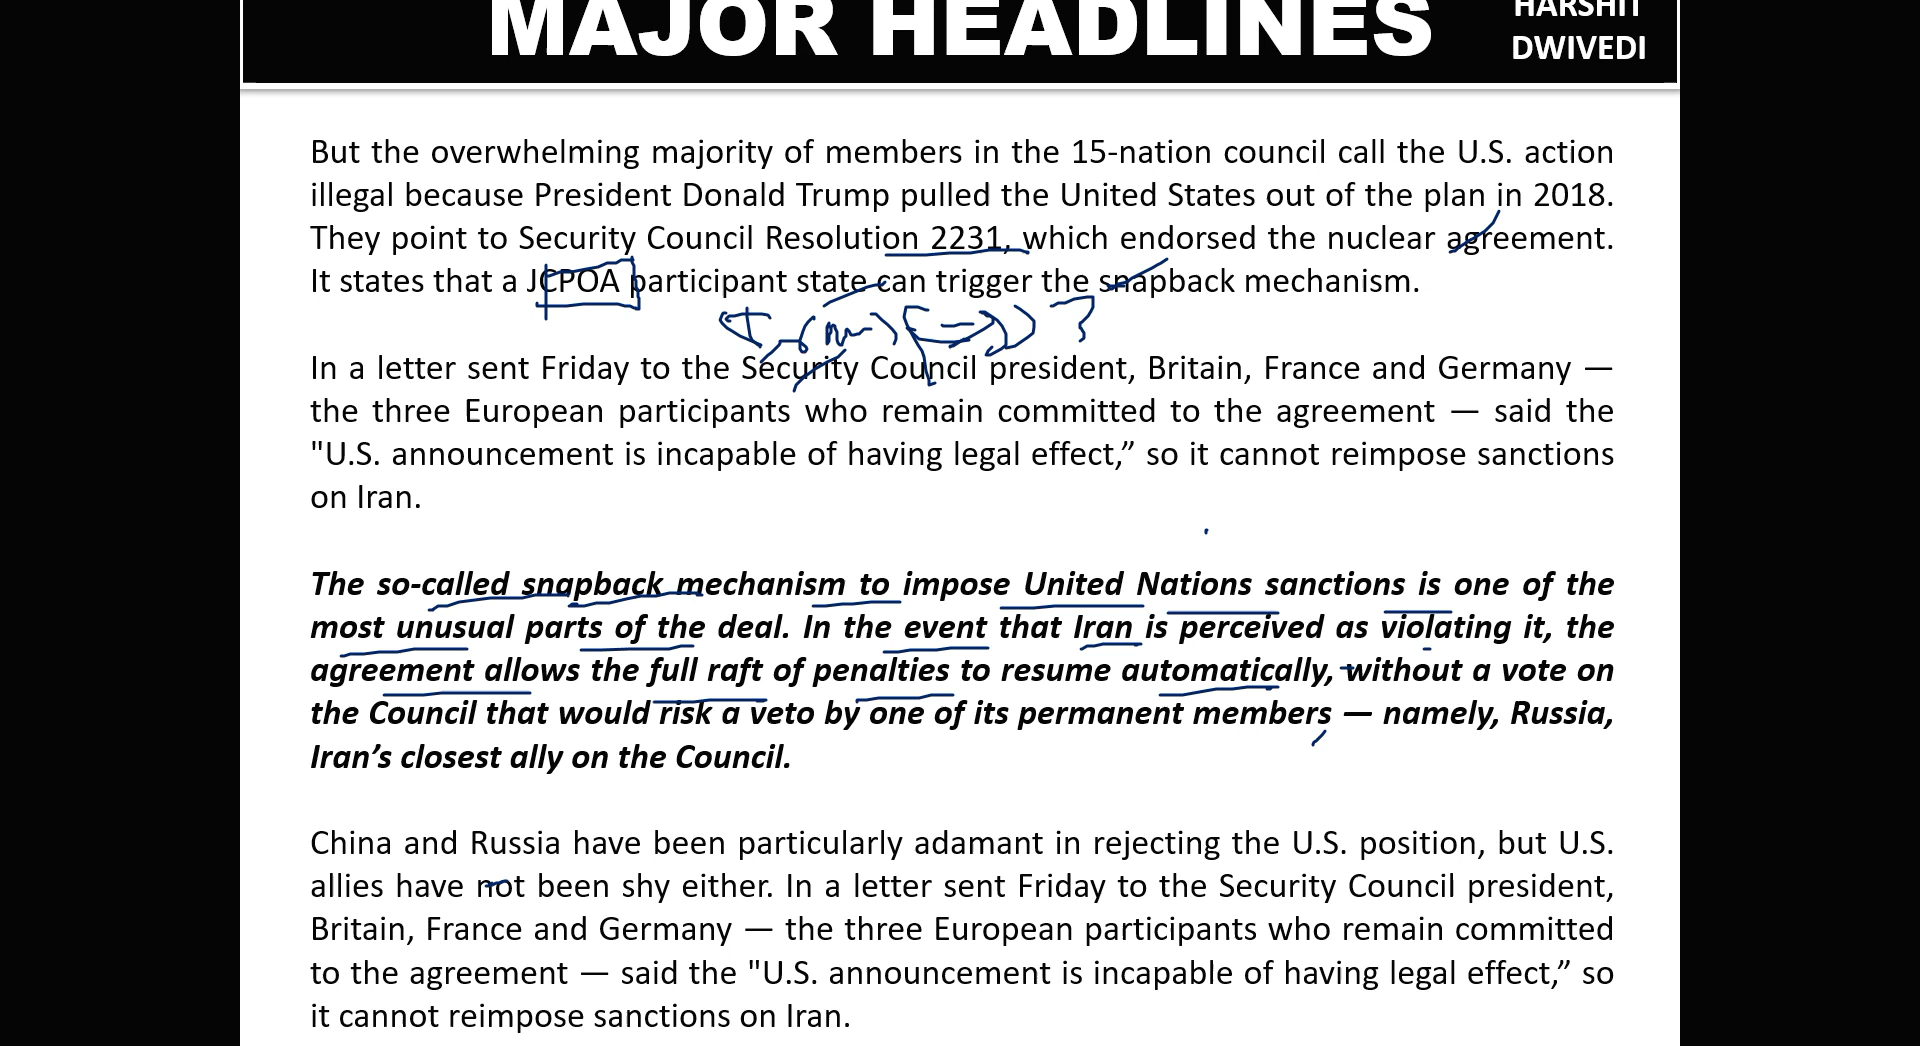 MAJOR HEADLINES
HARSHIT
DWIVEDI
But the overwhelming majority of members in the 15-nation council call the U.S. action
illegal because President Donald Trump pulled the United States out of the plan in 2018.
They point to Security Council Resolution 2231, which endorsed the nuclear agreement.
It states that a JCPOA participant state can trigger the snapback mechanism.
In a letter sent Friday to the Security Council president, Britain, France and Germany —
the three European participants who remain committed to the agreement — said the
"U.S. announcement is incapable of having legal effect,” so it cannot reimpose sanctions
on Iran.
The so-called snapback mechanism to impose United Nations sanctions is one of the
most unusual parts of the deal. In the event that Iran is perceived as violating it, the
agreement allows the full raft of penalties to resume automatically, without a vote on
the Council that would risk a veto by one of its permanent members — namely, Russia,
Iran’s closest ally on the Council.
China and Russia have been particularly adamant in rejecting the U.S. position, but U.S.
allies have not been shy either. In a letter sent Friday to the Security Council president,
Britain, France and Germany — the three European participants who remain committed
to the agreement — said the "U.S. announcement is incapable of having legal effect,” so
it cannot reimpose sanctions on Iran.